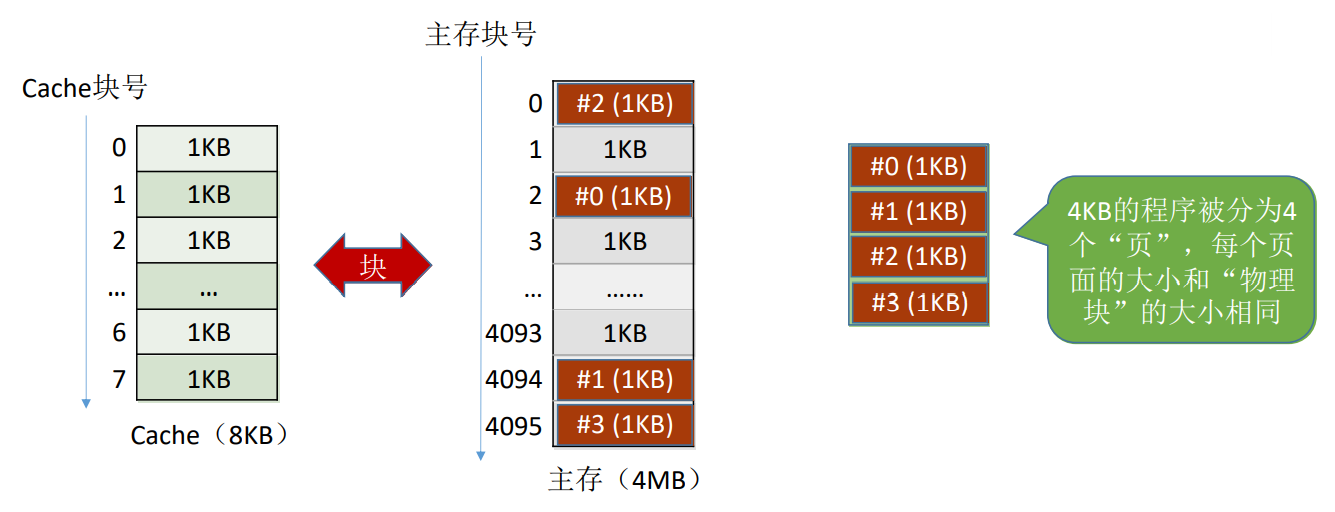 Cache块号
0 1KB
1 1KB
2 1KB
... ...
6 1KB
7 1KB
Cache（8KB）
块
主存块号
0 #2 (1KB)
1 1KB
2 #0 (1KB)
3 1KB
... ……
4093 1KB
4094 #1 (1KB)
4095 #3 (1KB)
主存（4MB）
#0 (1KB)
#1 (1KB)
#2 (1KB)
#3 (1KB)
4KB的程序被分为4
个“页”，每个页
面的大小和“物理
块”的大小相同